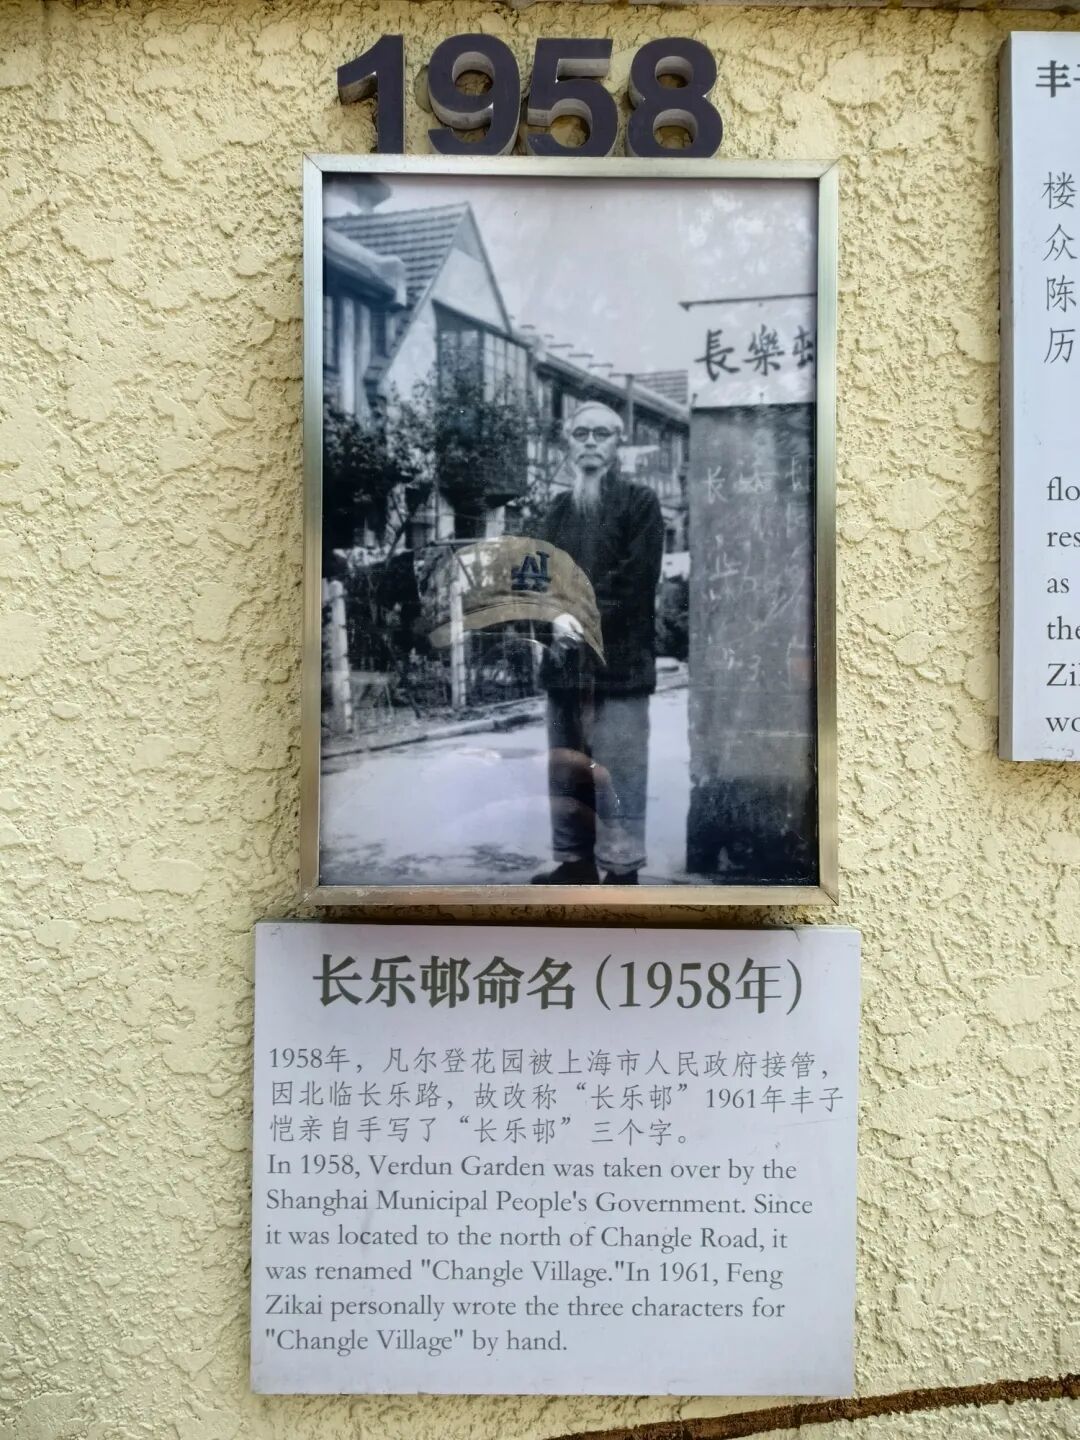 1958
長樂邨
LA
长乐邨命名（1958年）
1958年，凡尔登花园被上海市人民政府接管，
因北临长乐路，故改称“长乐邨”1961年丰子
恺亲自手写了“长乐邨”三个字。
In 1958, Verdun Garden was taken over by the
Shanghai Municipal People's Government. Since
it was located to the north of Changle Road, it
was renamed "Changle Village."In 1961, Feng
Zikai personally wrote the three characters for
"Changle Village" by hand.
丰
楼
众
陈
历
flo
res
as
the